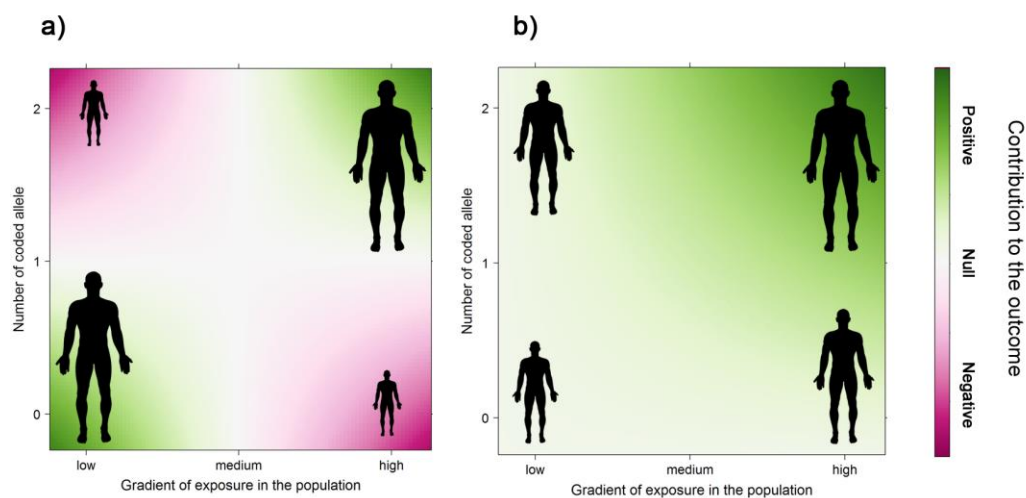 a)
Number of coded allele
2
1
0
low medium high
Gradient of exposure in the population
b)
Number of coded allele
2
1
0
low medium high
Gradient of exposure in the population
Positive
Null
Negative
Contribution to the outcome